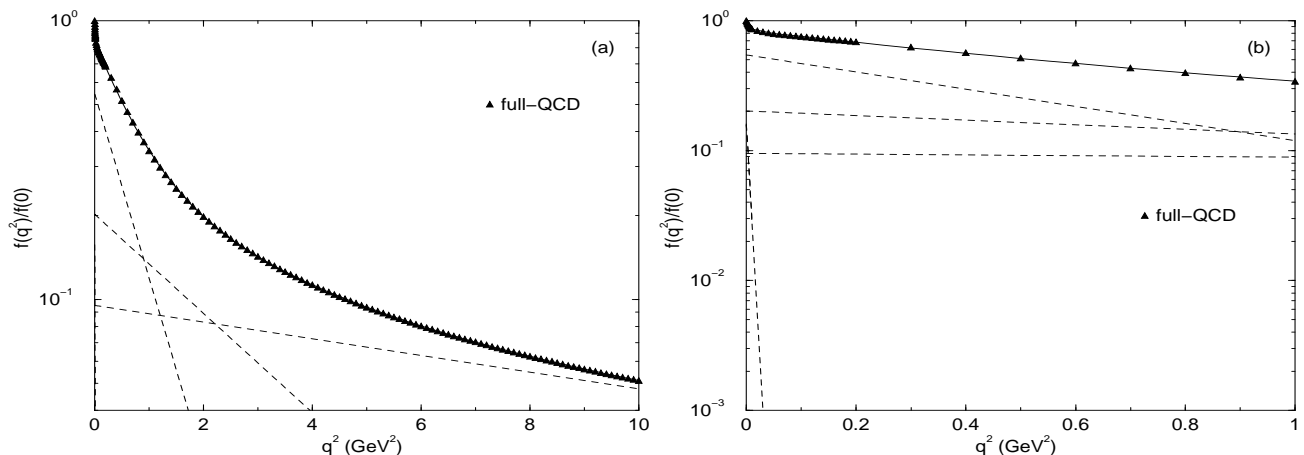 10⁰
(a)
full−QCD
f(q²)/f(0)
10⁻¹
0 2 4 6 8 10
q² (GeV²)
10⁰
(b)
10⁻¹
full−QCD
f(q²)/f(0)
10⁻²
10⁻³
0 0.2 0.4 0.6 0.8 1
q² (GeV²)